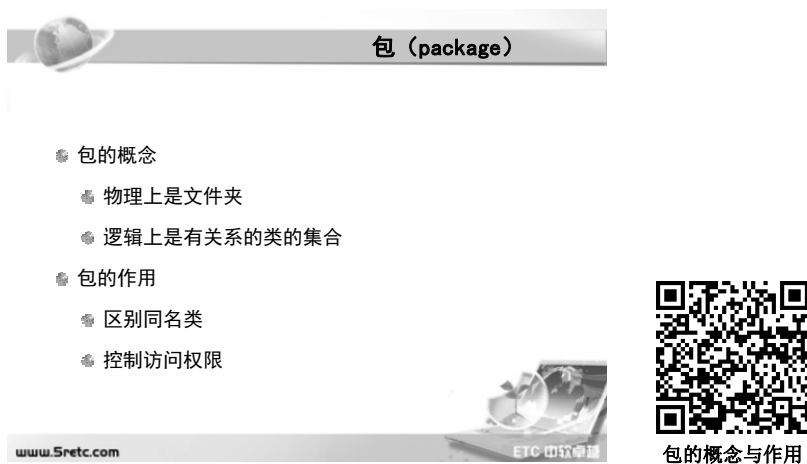 包（package）
包的概念
物理上是文件夹
逻辑上是有关系的类的集合
包的作用
区别同名类
控制访问权限
www.5retc.com
ETC 中软卓越
包的概念与作用